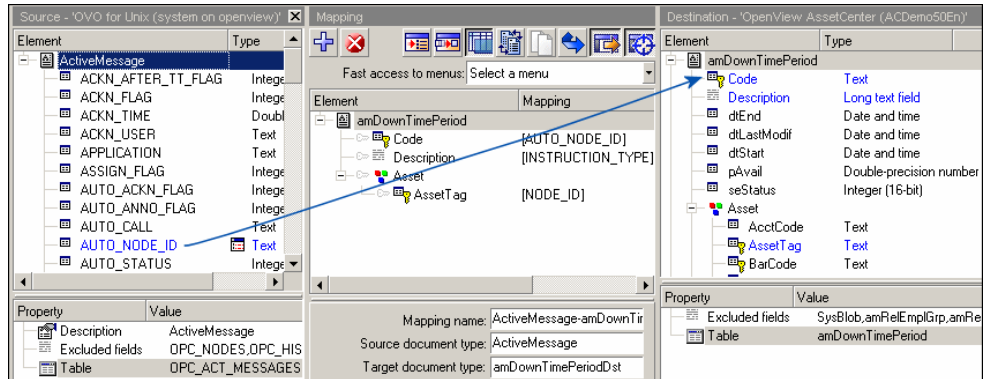 Source - 'OVO for Unix (system on openview)'
Element Type
ActiveMessage
ACKN_AFTER_TT_FLAG Intege
ACKN_FLAG Intege
ACKN_TIME Doubl
ACKN_USER Text
APPLICATION Text
ASSIGN_FLAG Intege
AUTO_ACKN_FLAG Intege
AUTO_ANNO_FLAG Intege
AUTO_CALL Text
AUTO_NODE_ID Text
AUTO_STATUS Intege
Property Value
Description ActiveMessage
Excluded fields OPC_NODES,OPC_HIS
Table OPC_ACT_MESSAGES
Mapping
Fast access to menus: Select a menu
Element Mapping
amDownTimePeriod
Code [AUTO_NODE_ID]
Description [INSTRUCTION_TYPE]
Asset
AssetTag [NODE_ID]
Mapping name: ActiveMessage-amDownTir
Source document type: ActiveMessage
Target document type: amDownTimePeriodDst
Destination - 'OpenView AssetCenter (ACDemo50En)'
Element Type
amDownTimePeriod
Code Text
Description Long text field
dtEnd Date and time
dtLastModif Date and time
dtStart Date and time
pAvail Double-precision number
seStatus Integer (16-bit)
Asset
AcctCode Text
AssetTag Text
BarCode Text
Property Value
Excluded fields SysBlob,amRelEmplGrp,amRe
Table amDownTimePeriod